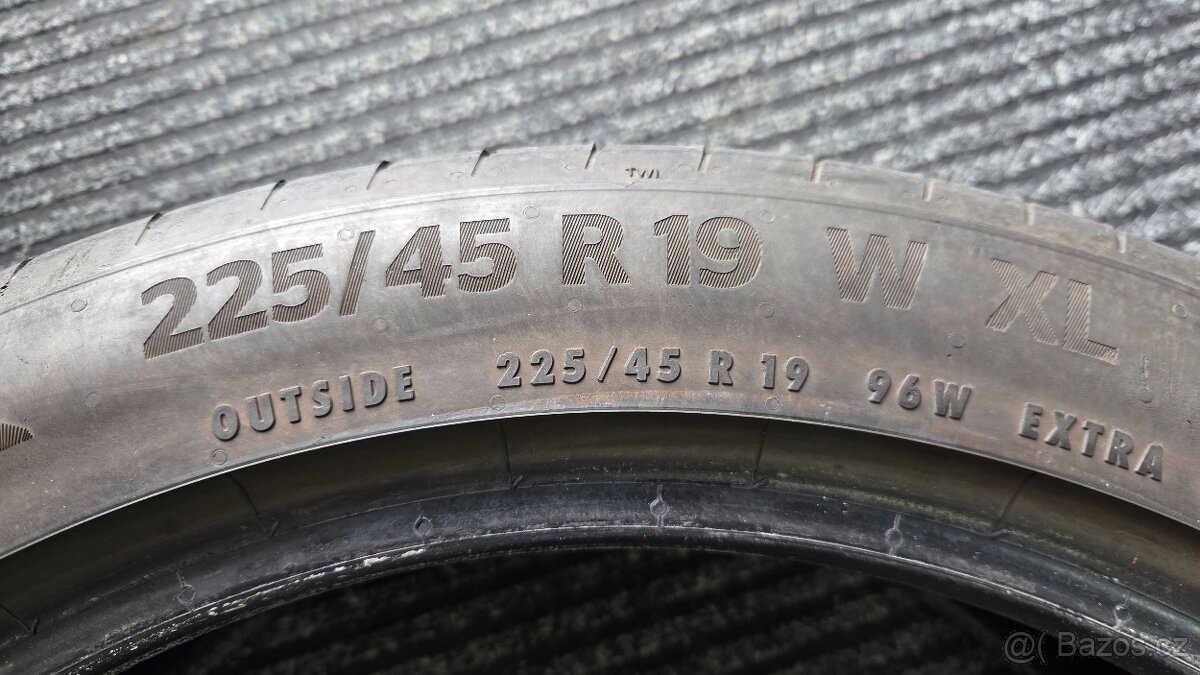 TWI
225/45 R 19 W XL
OUTSIDE 225/45 R 19 96W EXTRA
@( Bazos.cz